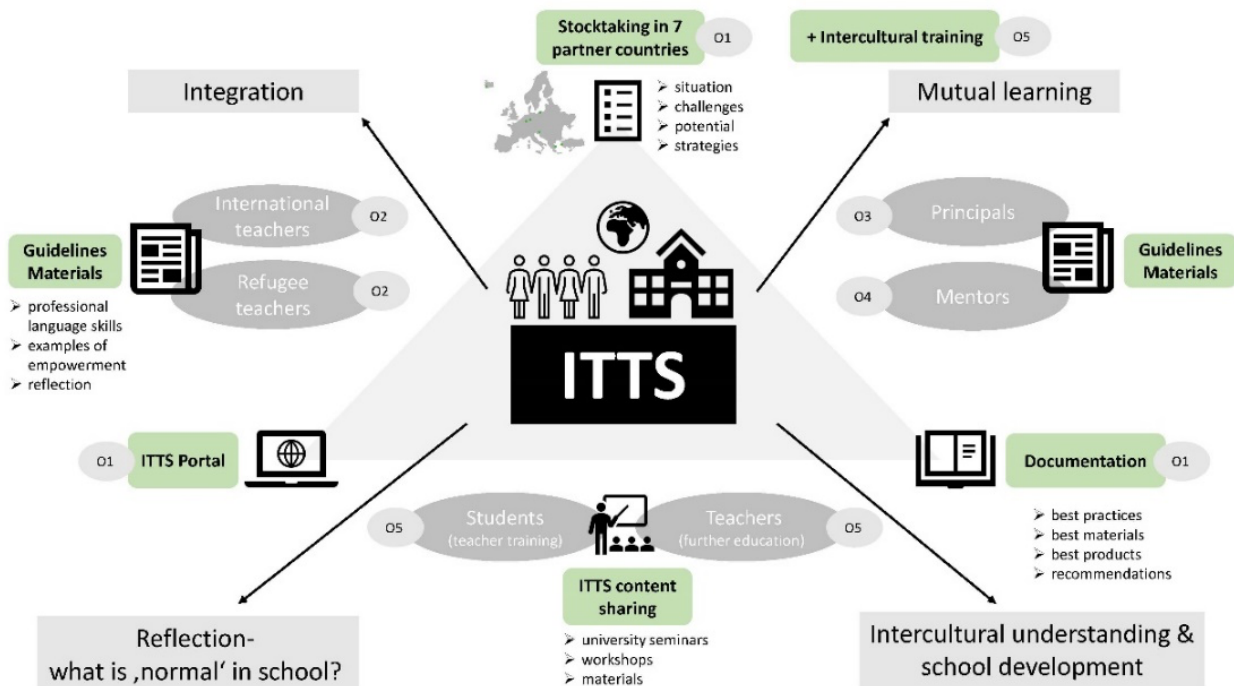 Stocktaking in 7
partner countries
O1
+ Intercultural training
O5
Integration
➢ situation
➢ challenges
➢ potential
➢ strategies
Mutual learning
International
teachers
O2
Guidelines
Materials
Refugee
teachers
O2
➢ professional
language skills
➢ examples of
empowerment
➢ reflection
O3
Principals
O4
Mentors
Guidelines
Materials
ITTS
O1
ITTS Portal
Documentation
O1
➢ best practices
➢ best materials
➢ best products
➢ recommendations
O5
Students
(teacher training)
Teachers
(further education)
O5
ITTS content
sharing
➢ university seminars
➢ workshops
➢ materials
Reflection-
what is ‚normal‘ in school?
Intercultural understanding &
school development